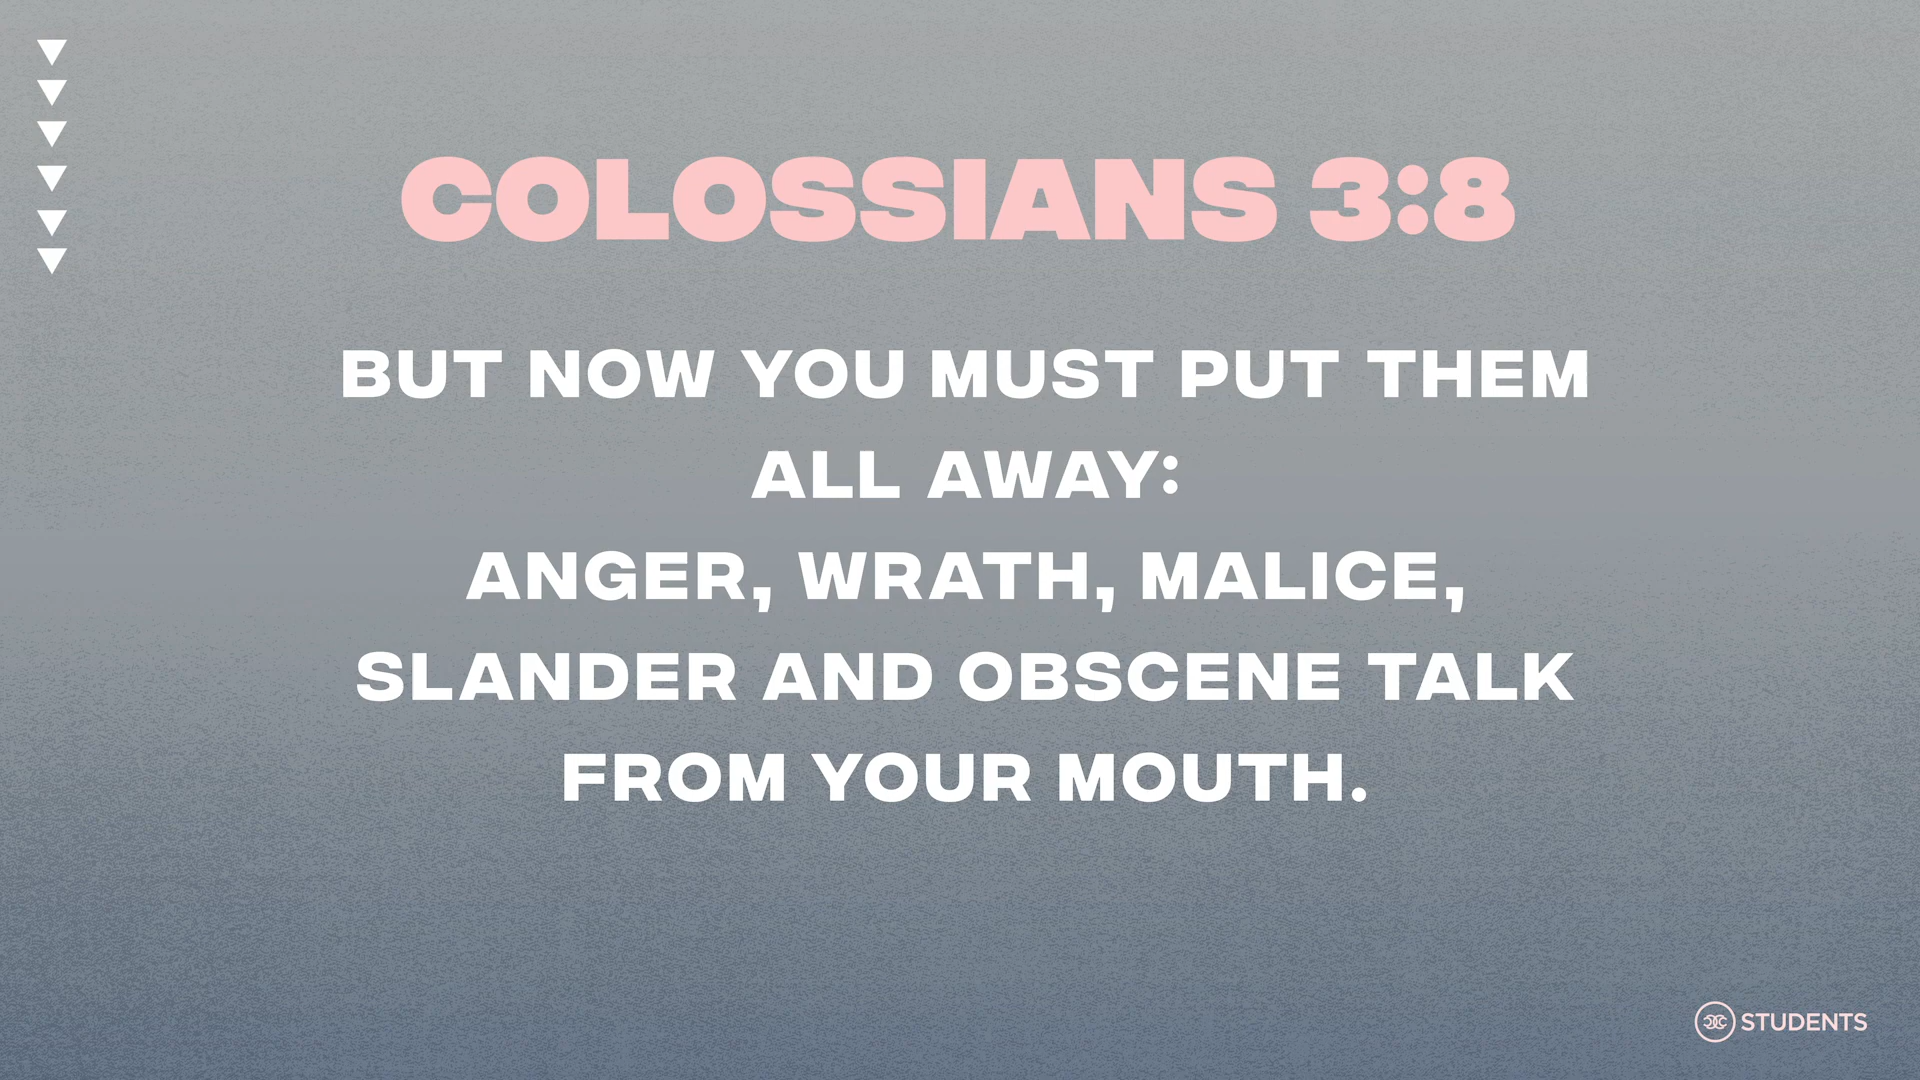 COLOSSIANS 3:8
BUT NOW YOU MUST PUT THEM
ALL AWAY:
ANGER, WRATH, MALICE,
SLANDER AND OBSCENE TALK
FROM YOUR MOUTH.
STUDENTS